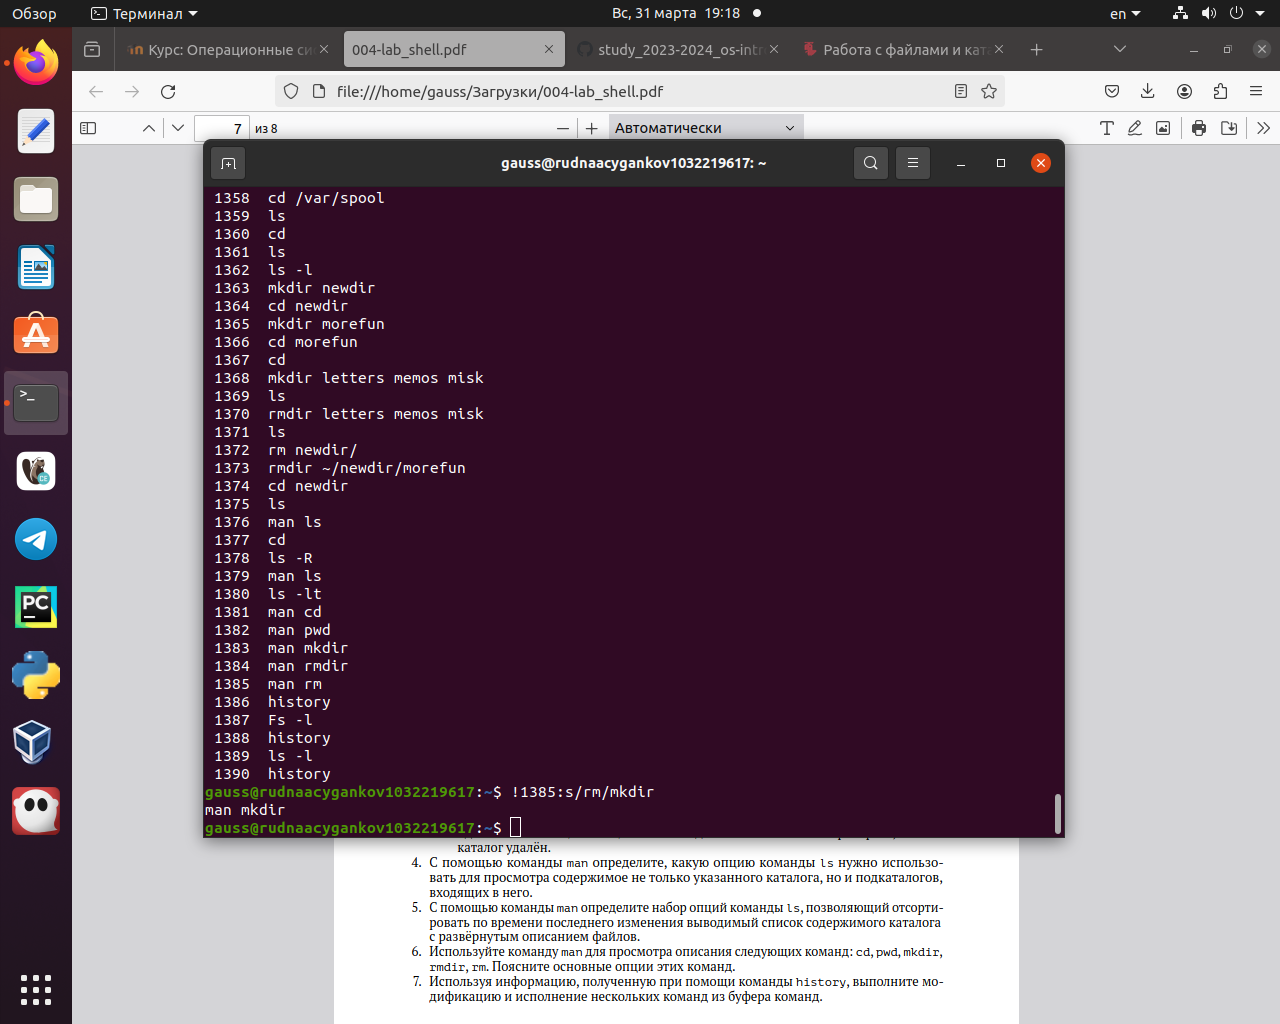 Обзор
Терминал
Вс, 31 марта 19:18
en
Курс: Операционные си
004-lab_shell.pdf
study_2023-2024_os-intr
Работа с файлами и ката
file:///home/gauss/Загрузки/004-lab_shell.pdf
7 из 8
Автоматически
gauss@rudnaacygankov1032219617: ~
1358 cd /var/spool
1359 ls
1360 cd
1361 ls
1362 ls -l
1363 mkdir newdir
1364 cd newdir
1365 mkdir morefun
1366 cd morefun
1367 cd
1368 mkdir letters memos misk
1369 ls
1370 rmdir letters memos misk
1371 ls
1372 rm newdir/
1373 rmdir ~/newdir/morefun
1374 cd newdir
1375 ls
1376 man ls
1377 cd
1378 ls -R
1379 man ls
1380 ls -lt
1381 man cd
1382 man pwd
1383 man mkdir
1384 man rmdir
1385 man rm
1386 history
1387 Fs -l
1388 history
1389 ls -l
1390 history
gauss@rudnaacygankov1032219617:~$ !1385:s/rm/mkdir
man mkdir
gauss@rudnaacygankov1032219617:~$
каталог удалён.
4. С помощью команды man определите, какую опцию команды ls нужно использо-
вать для просмотра содержимое не только указанного каталога, но и подкаталогов,
входящих в него.
5. С помощью команды man определите набор опций команды ls, позволяющий отсорти-
ровать по времени последнего изменения выводимый список содержимого каталога
с развёрнутым описанием файлов.
6. Используйте команду man для просмотра описания следующих команд: cd, pwd, mkdir,
rmdir, rm. Поясните основные опции этих команд.
7. Используя информацию, полученную при помощи команды history, выполните мо-
дификацию и исполнение нескольких команд из буфера команд.